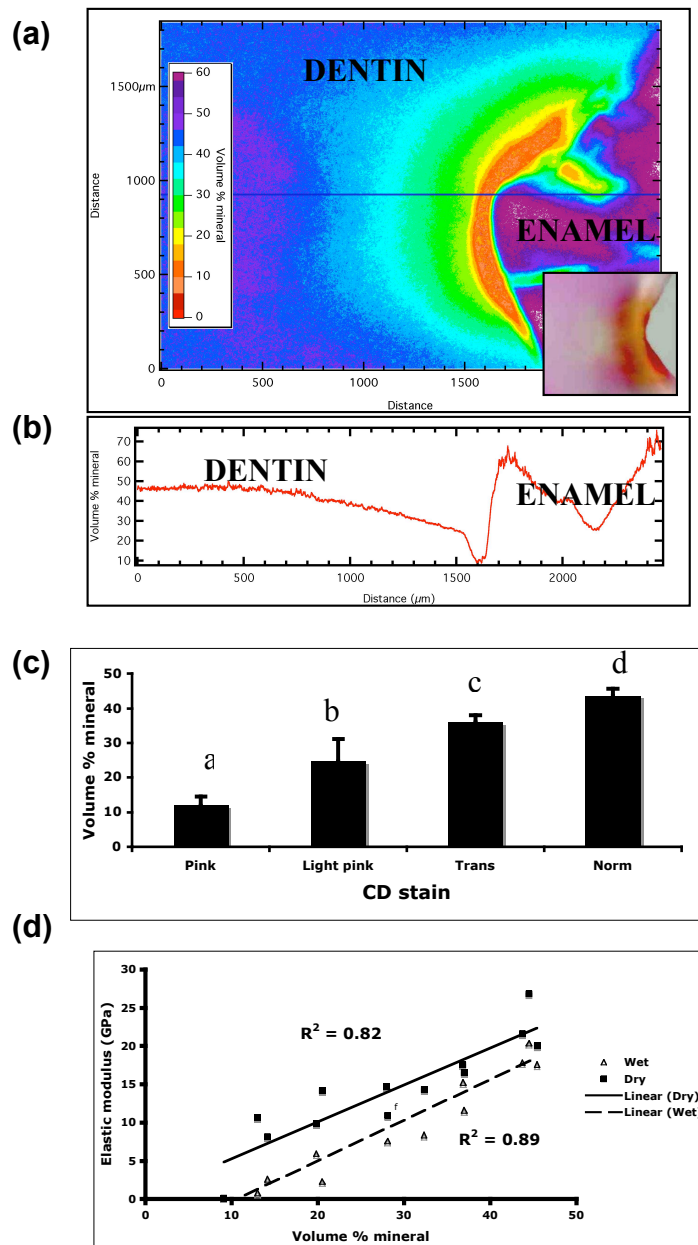 (a)
DENTIN
ENAMEL
60
50
40
30
20
10
0
Volume % mineral
1500µm
1000
500
0
Distance
0
500
1000
1500
Distance
(b)
DENTIN
ENAMEL
70
60
50
40
30
20
10
Volume % mineral
0
500
1000
1500
2000
Distance (µm)
(c)
50
40
30
20
10
0
Volume % mineral
a
b
c
d
Pink
Light pink
Trans
Norm
CD stain
(d)
30
25
20
15
10
5
0
Elastic modulus (GPa)
R² = 0.82
R² = 0.89
f
Wet
Dry
Linear (Dry)
Linear (Wet
0
10
20
30
40
50
Volume % mineral